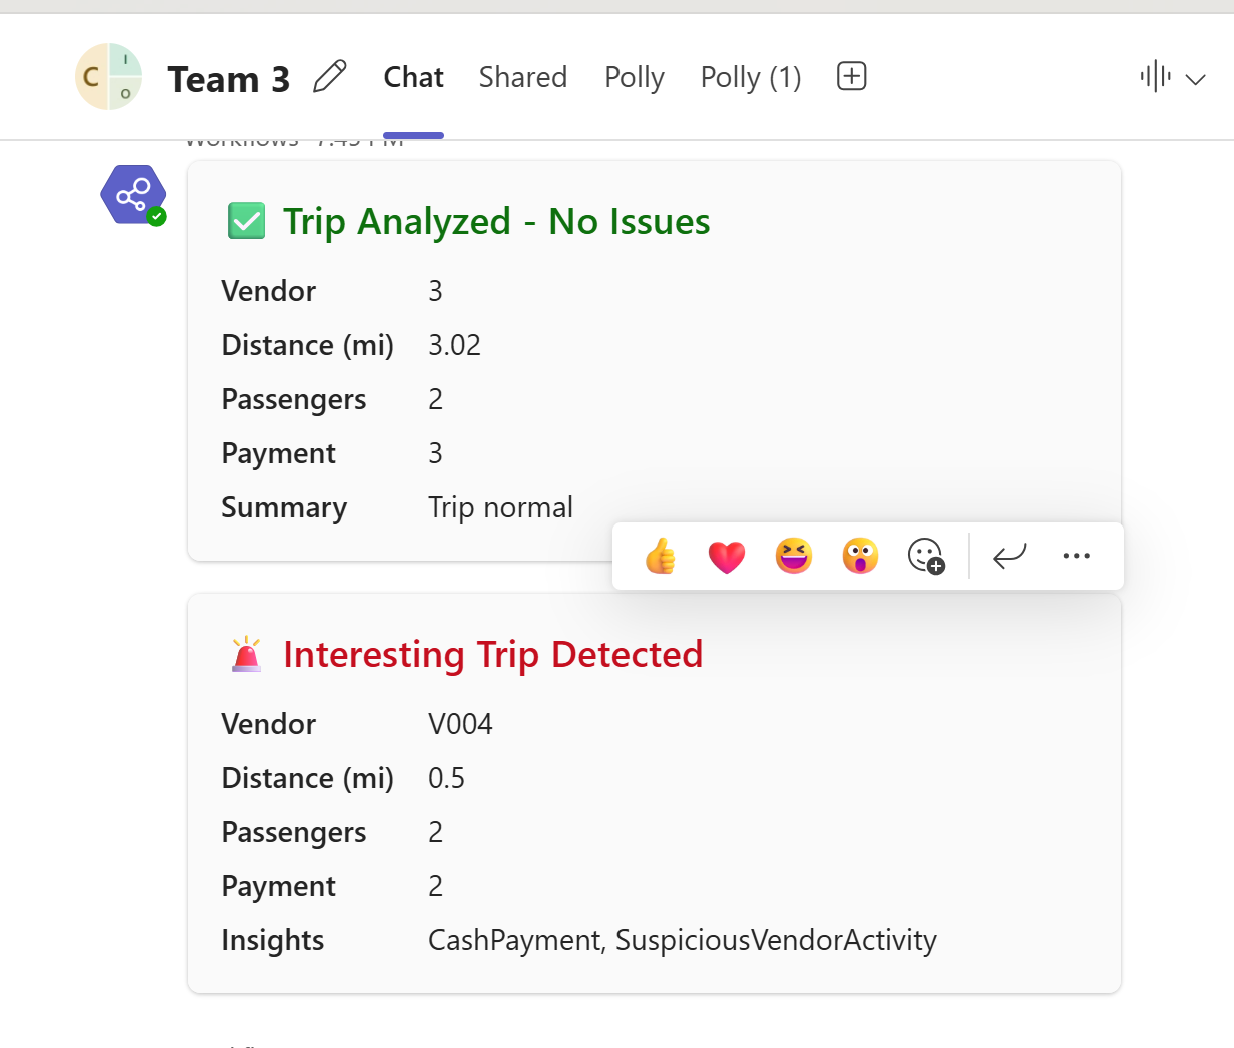 C I O Team 3 Chat Shared Polly Polly (1)
Workflows 7:45 PM
Trip Analyzed - No Issues
Vendor 3
Distance (mi) 3.02
Passengers 2
Payment 3
Summary Trip normal
Interesting Trip Detected
Vendor V004
Distance (mi) 0.5
Passengers 2
Payment 2
Insights CashPayment, SuspiciousVendorActivity